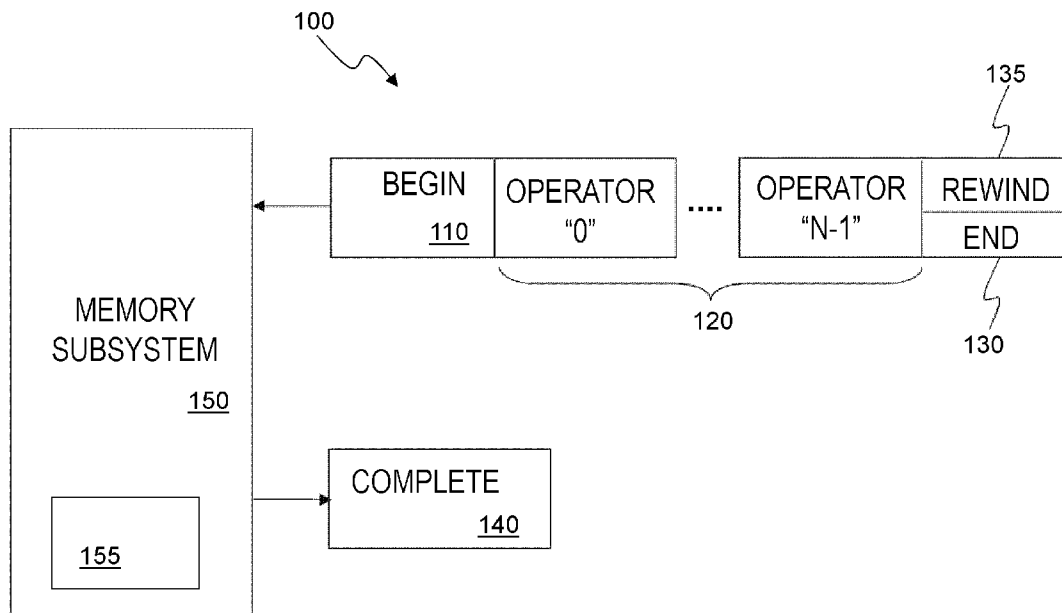 100
135
BEGIN
110
OPERATOR
"0"
....
OPERATOR
"N-1"
REWIND
END
120
130
MEMORY
SUBSYSTEM
150
COMPLETE
140
155